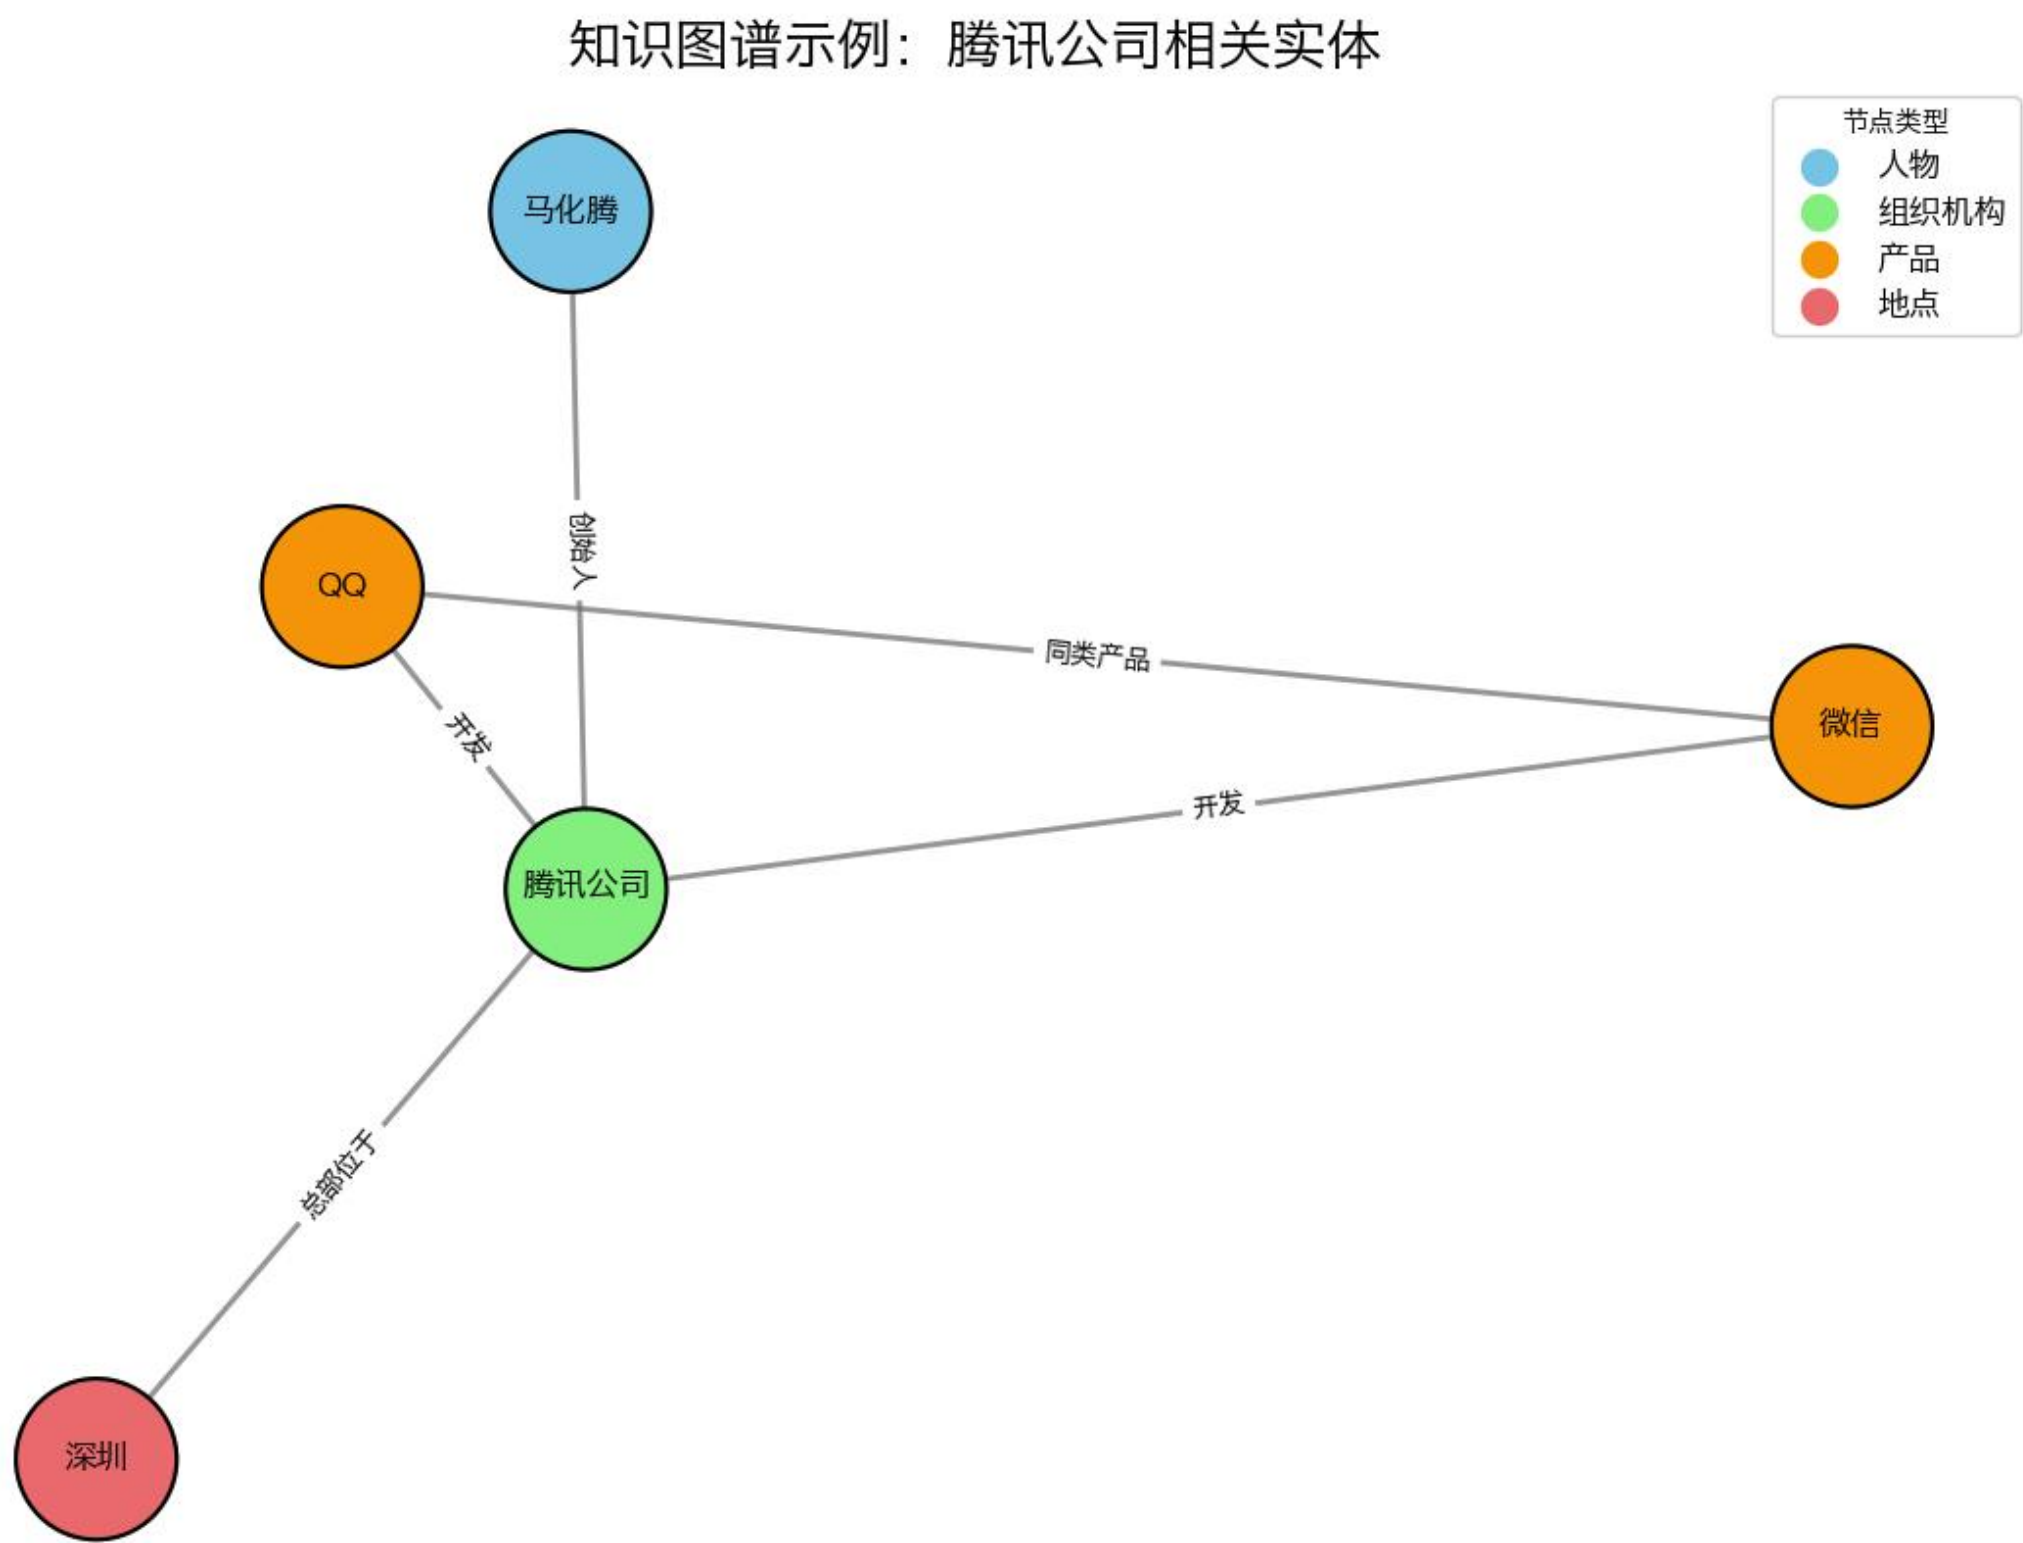 知识图谱示例：腾讯公司相关实体
节点类型
人物
组织机构
产品
地点
马化腾
创始人
QQ
同类产品
微信
开发
开发
腾讯公司
总部位于
深圳